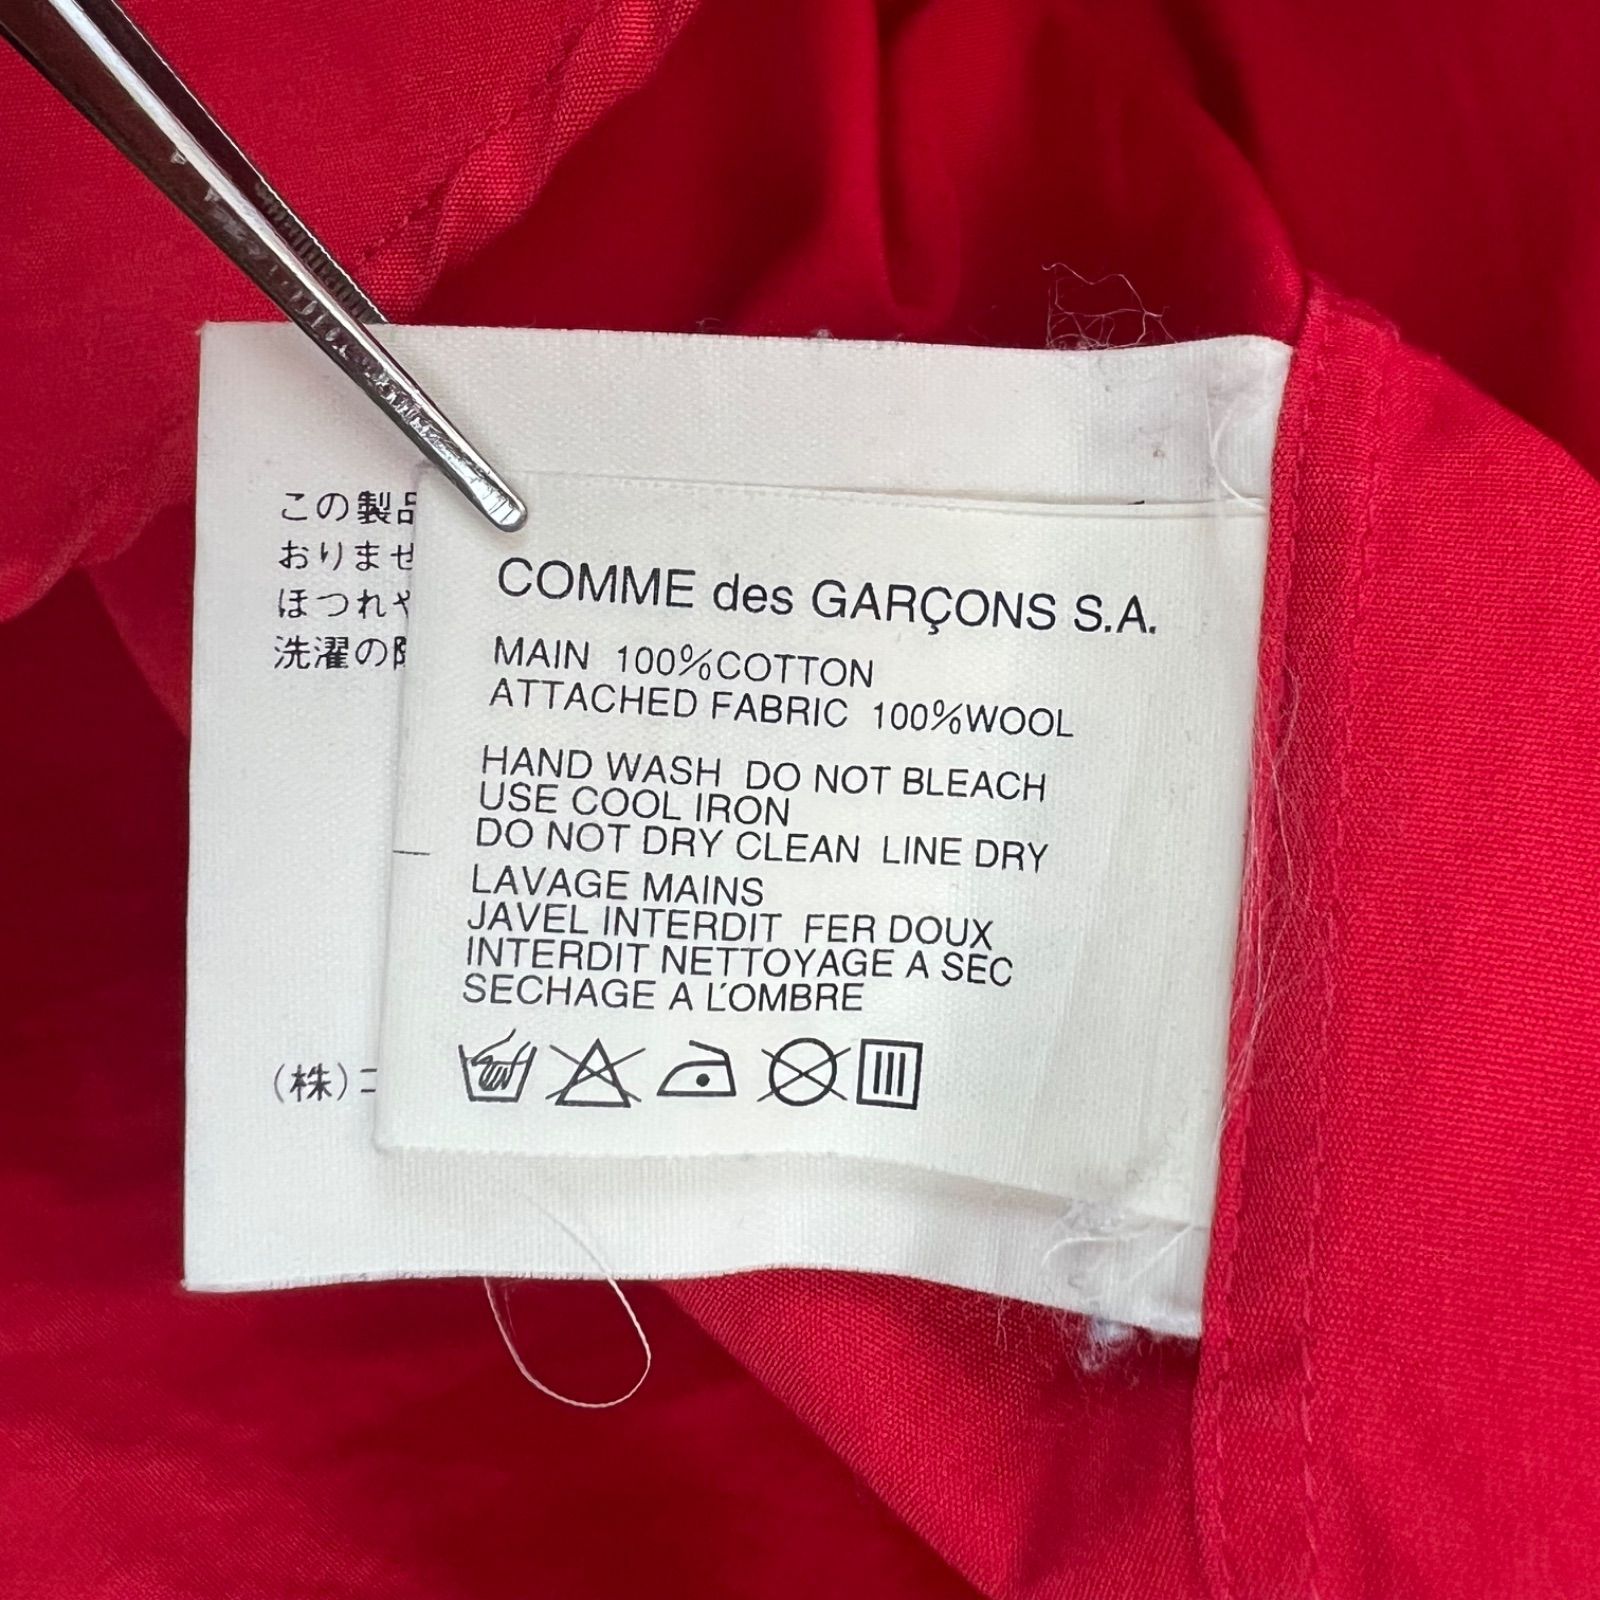 この製品
おりませ
ほつれや
洗濯の際
(株)コ
COMME des GARÇONS S.A.
MAIN 100%COTTON
ATTACHED FABRIC 100%WOOL
HAND WASH DO NOT BLEACH
USE COOL IRON
DO NOT DRY CLEAN LINE DRY
LAVAGE MAINS
JAVEL INTERDIT FER DOUX
INTERDIT NETTOYAGE A SEC
SECHAGE A L'OMBRE